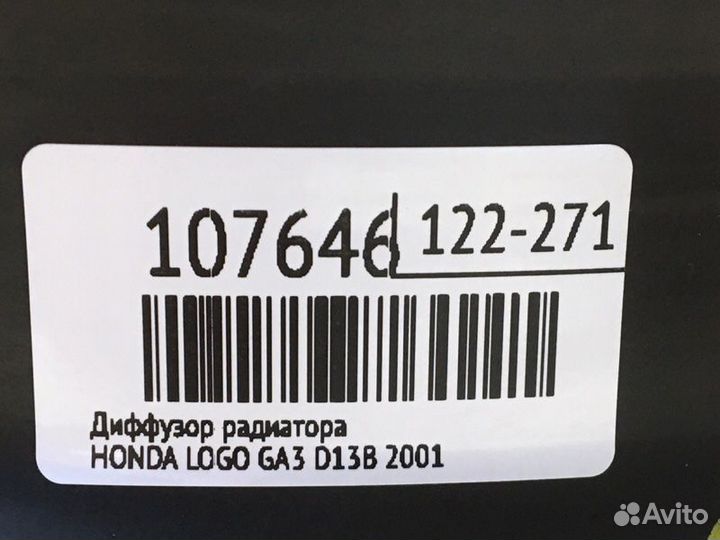 107646 122-271
Диффузор радиатора
HONDA LOGO GA3 D13B 2001
Avito